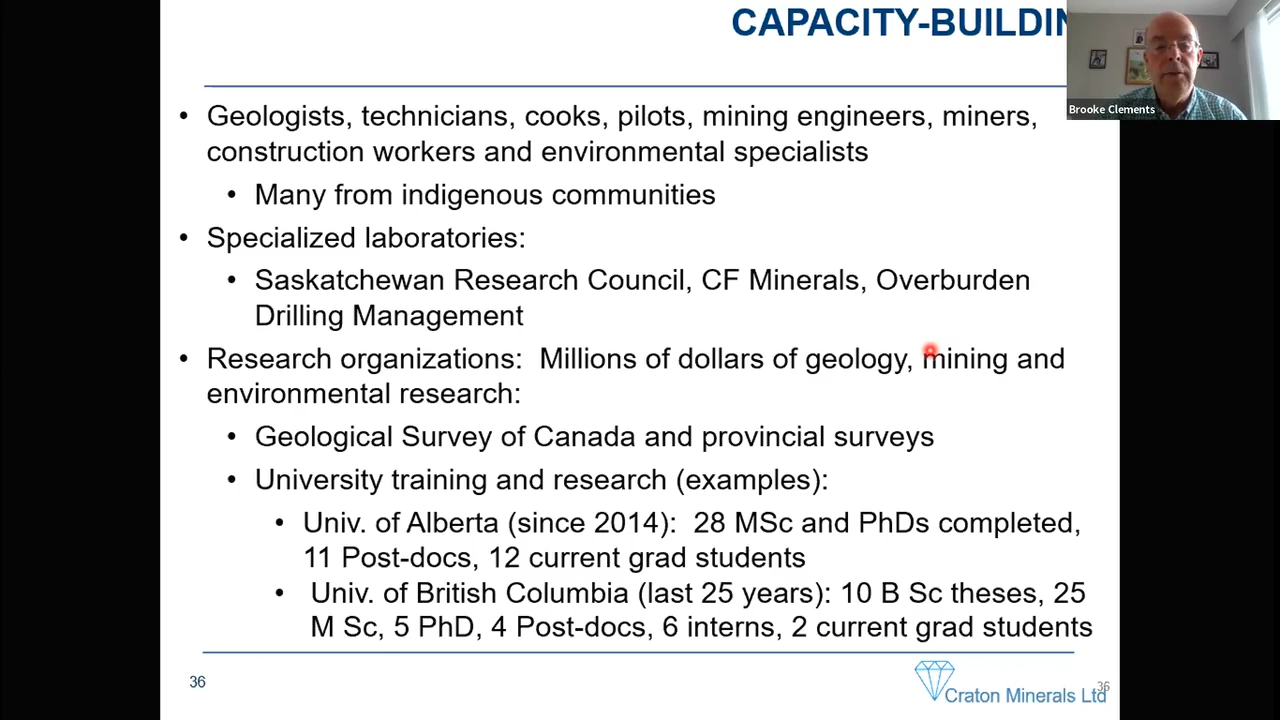 CAPACITY-BUILDIN
Brooke Clements
• Geologists, technicians, cooks, pilots, mining engineers, miners,
construction workers and environmental specialists
• Many from indigenous communities
• Specialized laboratories:
• Saskatchewan Research Council, CF Minerals, Overburden
Drilling Management
• Research organizations: Millions of dollars of geology, mining and
environmental research:
• Geological Survey of Canada and provincial surveys
• University training and research (examples):
• Univ. of Alberta (since 2014): 28 MSc and PhDs completed,
11 Post-docs, 12 current grad students
• Univ. of British Columbia (last 25 years): 10 B Sc theses, 25
M Sc, 5 PhD, 4 Post-docs, 6 interns, 2 current grad students
36
36
Craton Minerals Ltd